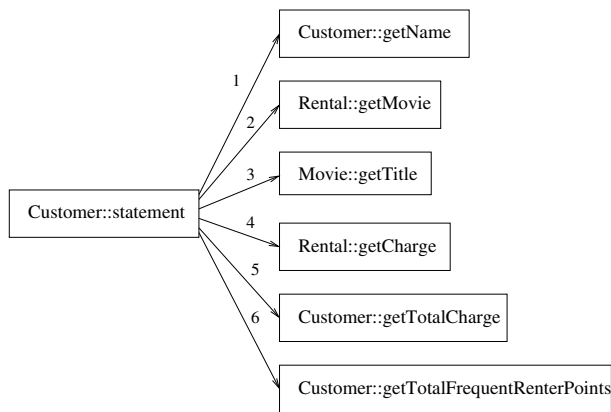 Customer::getName
1
Rental::getMovie
2
3
Movie::getTitle
Customer::statement
4
Rental::getCharge
5
Customer::getTotalCharge
6
Customer::getTotalFrequentRenterPoints